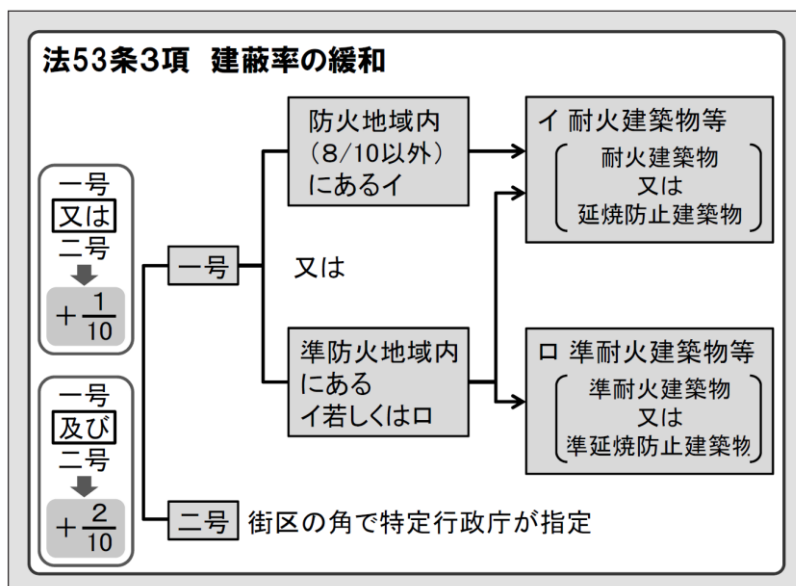 法53条3項 建蔽率の緩和
一号
又は
二号
+1/10
一号
及び
二号
+2/10
一号
防火地域内
(8/10以外)
にあるイ
又は
準防火地域内
にある
イ若しくはロ
イ 耐火建築物等
耐火建築物
又は
延焼防止建築物
ロ 準耐火建築物等
準耐火建築物
又は
準延焼防止建築物
二号 街区の角で特定行政庁が指定